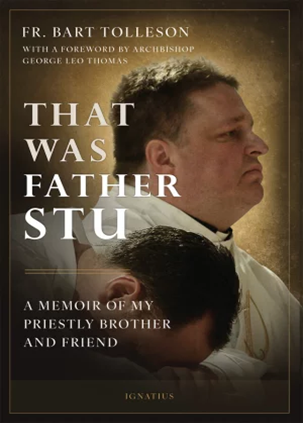 FR. BART TOLLESON
WITH A FOREWORD BY ARCHBISHOP
GEORGE LEO THOMAS
THAT
WAS
FATHER
STU
A MEMOIR OF MY
PRIESTLY BROTHER
AND FRIEND
IGNATIUS